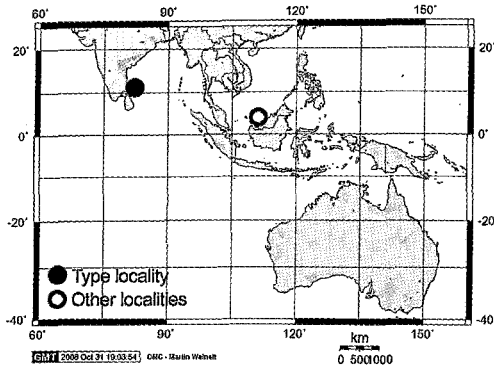 60° 90° 120° 150°
20° 20°
0° 0°
-20° -20°
-40° -40°
Type locality
Other localities
60° 90° 120° 150°
km
0 500 1000
GMT 2008 Oct 31 19:03:54 OMC - Martin Weinelt